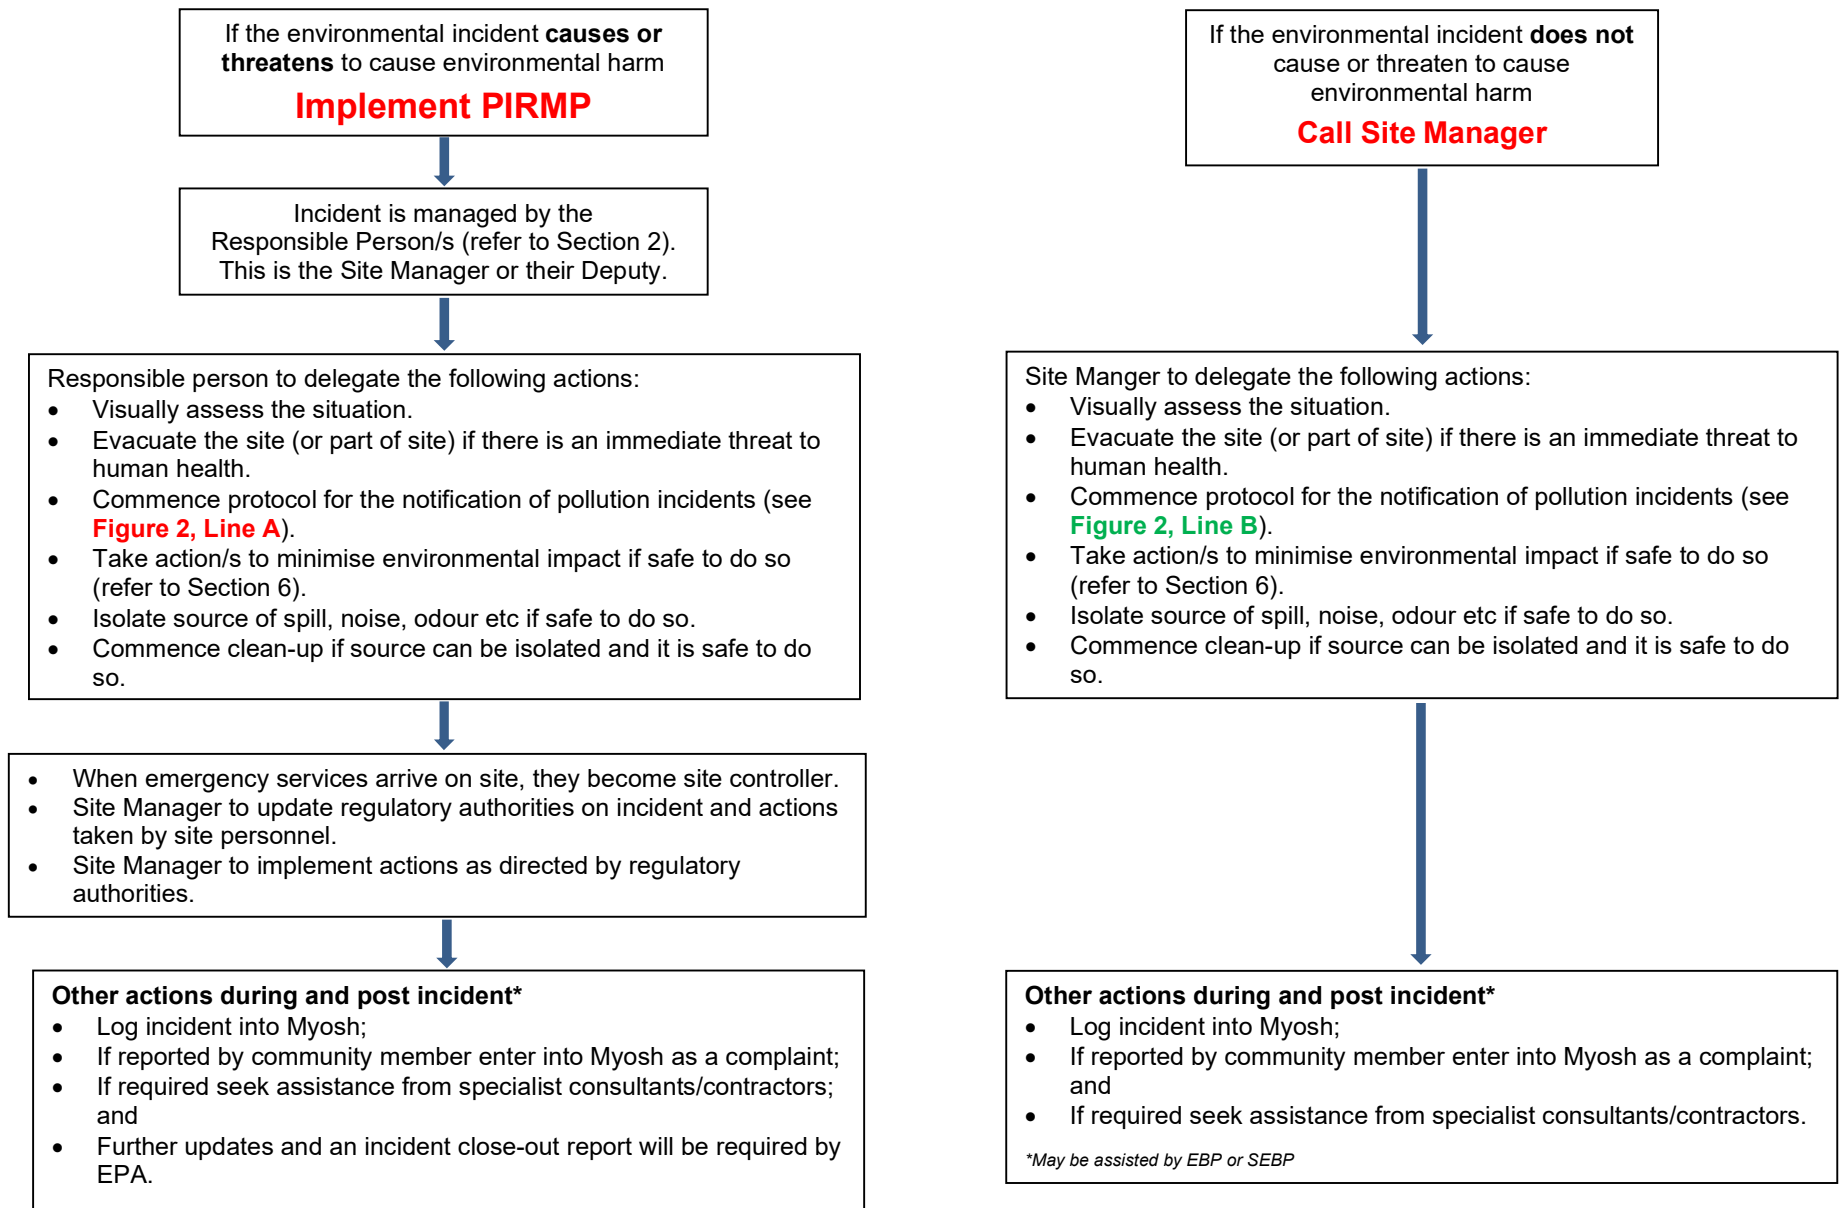 If the environmental incident causes or
threatens to cause environmental harm
Implement PIRMP
Incident is managed by the
Responsible Person/s (refer to Section 2).
This is the Site Manager or their Deputy.
Responsible person to delegate the following actions:
• Visually assess the situation.
• Evacuate the site (or part of site) if there is an immediate threat to
human health.
• Commence protocol for the notification of pollution incidents (see
Figure 2, Line A).
• Take action/s to minimise environmental impact if safe to do so
(refer to Section 6).
• Isolate source of spill, noise, odour etc if safe to do so.
• Commence clean-up if source can be isolated and it is safe to do
so.
• When emergency services arrive on site, they become site controller.
• Site Manager to update regulatory authorities on incident and actions
taken by site personnel.
• Site Manager to implement actions as directed by regulatory
authorities.
Other actions during and post incident*
• Log incident into Myosh;
• If reported by community member enter into Myosh as a complaint;
• If required seek assistance from specialist consultants/contractors;
and
• Further updates and an incident close-out report will be required by
EPA.
If the environmental incident does not
cause or threaten to cause
environmental harm
Call Site Manager
Site Manger to delegate the following actions:
• Visually assess the situation.
• Evacuate the site (or part of site) if there is an immediate threat to
human health.
• Commence protocol for the notification of pollution incidents (see
Figure 2, Line B).
• Take action/s to minimise environmental impact if safe to do so
(refer to Section 6).
• Isolate source of spill, noise, odour etc if safe to do so.
• Commence clean-up if source can be isolated and it is safe to do
so.
Other actions during and post incident*
• Log incident into Myosh;
• If reported by community member enter into Myosh as a complaint;
and
• If required seek assistance from specialist consultants/contractors.
*May be assisted by EBP or SEBP